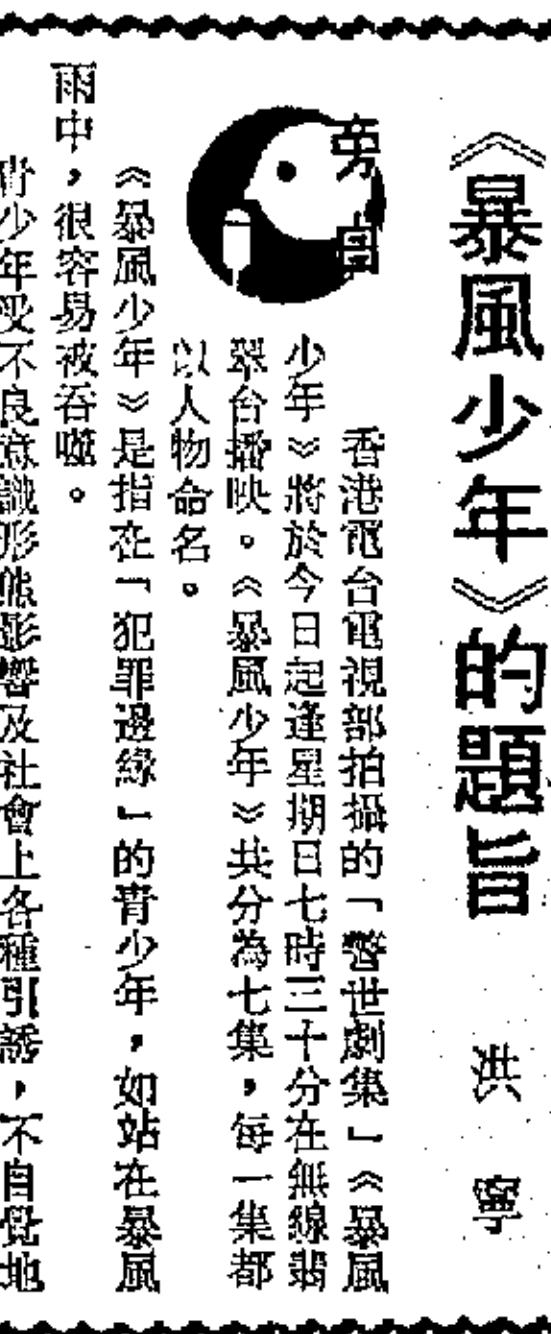 《暴風少年》的題旨
洪寧
旁白
香港電台電視部拍攝的「警世劇集」《暴風
少年》將於今日起逢星期日七時三十分在無線翡
翠台播映。《暴風少年》共分為七集，每一集都
以人物命名。
《暴風少年》是指在「犯罪邊緣」的青少年，如站在暴風
雨中，很容易被吞噬。
青少年受不良意識形態影響及社會上各種引誘，不自覺地